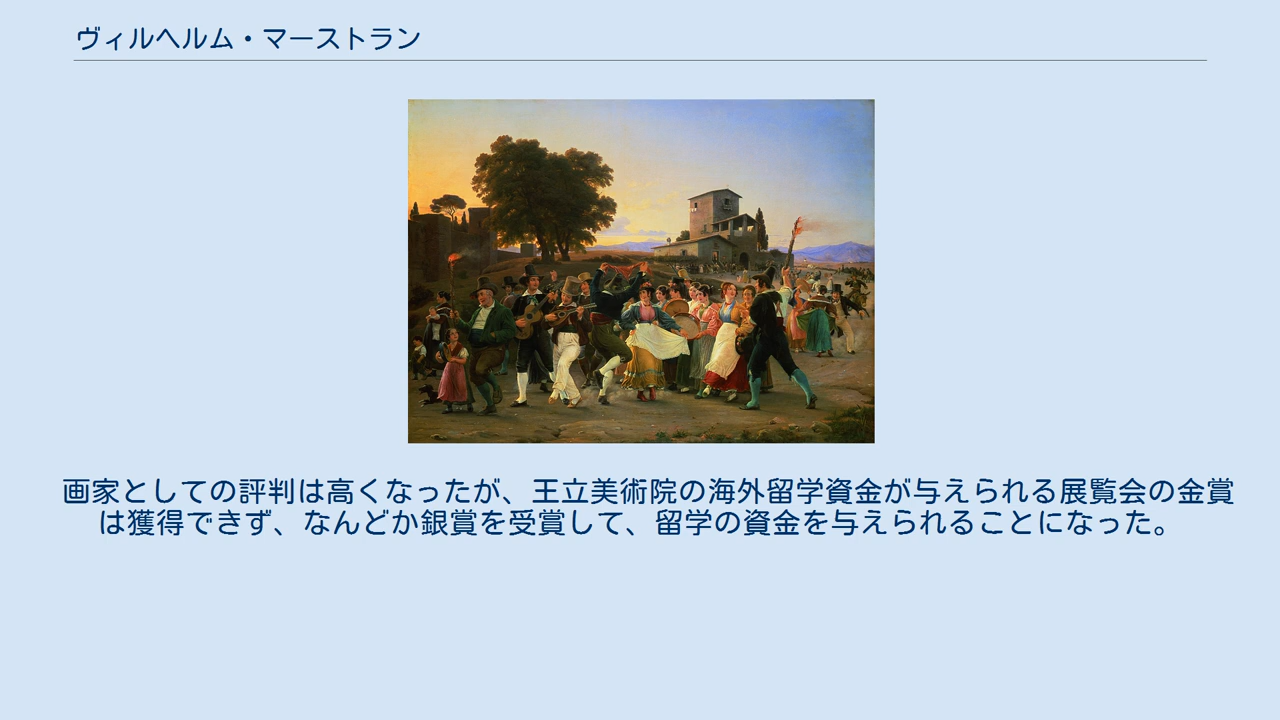 ヴィルヘルム・マーストラン
画家としての評判は高くなったが、王立美術院の海外留学資金が与えられる展覧会の金賞
は獲得できず、なんどか銀賞を受賞して、留学の資金を与えられることになった。